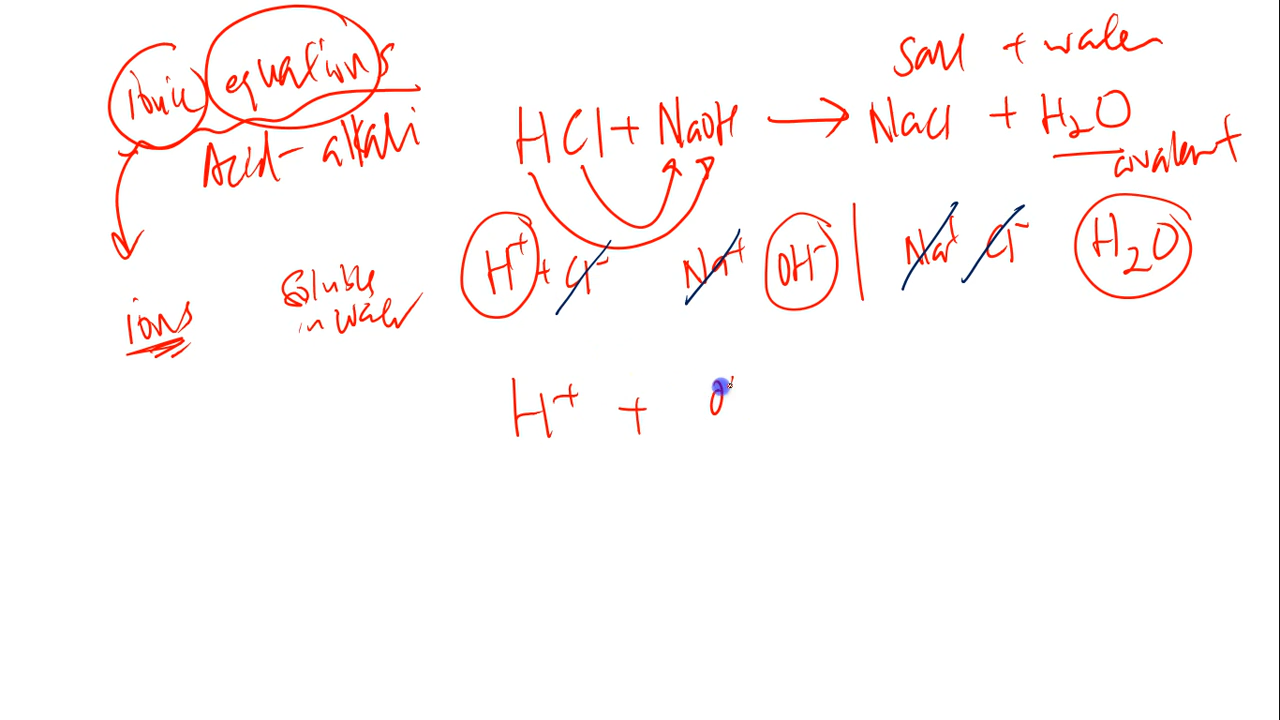 ionic equations
Acid - alkali
salt + water
HCl + NaOH → NaCl + H₂O
covalent
H⁺ + Cl⁻ Na⁺ OH⁻ | Na⁺ Cl⁻ H₂O
ions
soluble
in water
H⁺ +